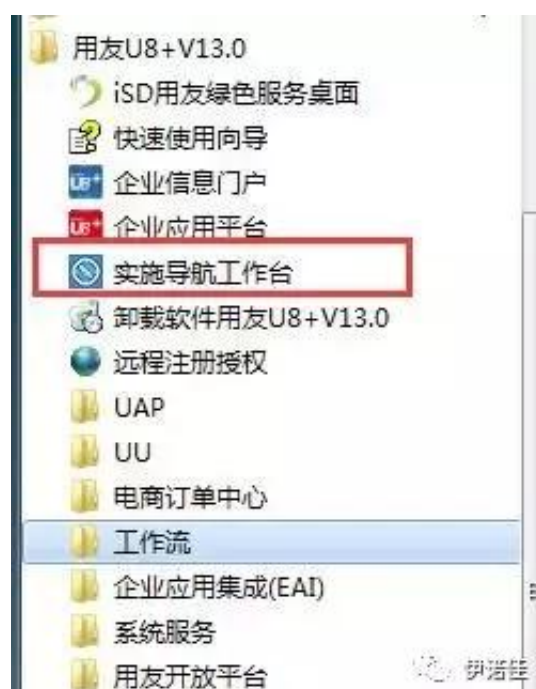 用友U8+V13.0
iSD用友绿色服务桌面
快速使用向导
U8+ 企业信息门户
U8+ 企业应用平台
实施导航工作台
卸载软件用友U8+V13.0
远程注册授权
UAP
UU
电商订单中心
工作流
企业应用集成(EAI)
系统服务
用友开放平台
伊诺佳